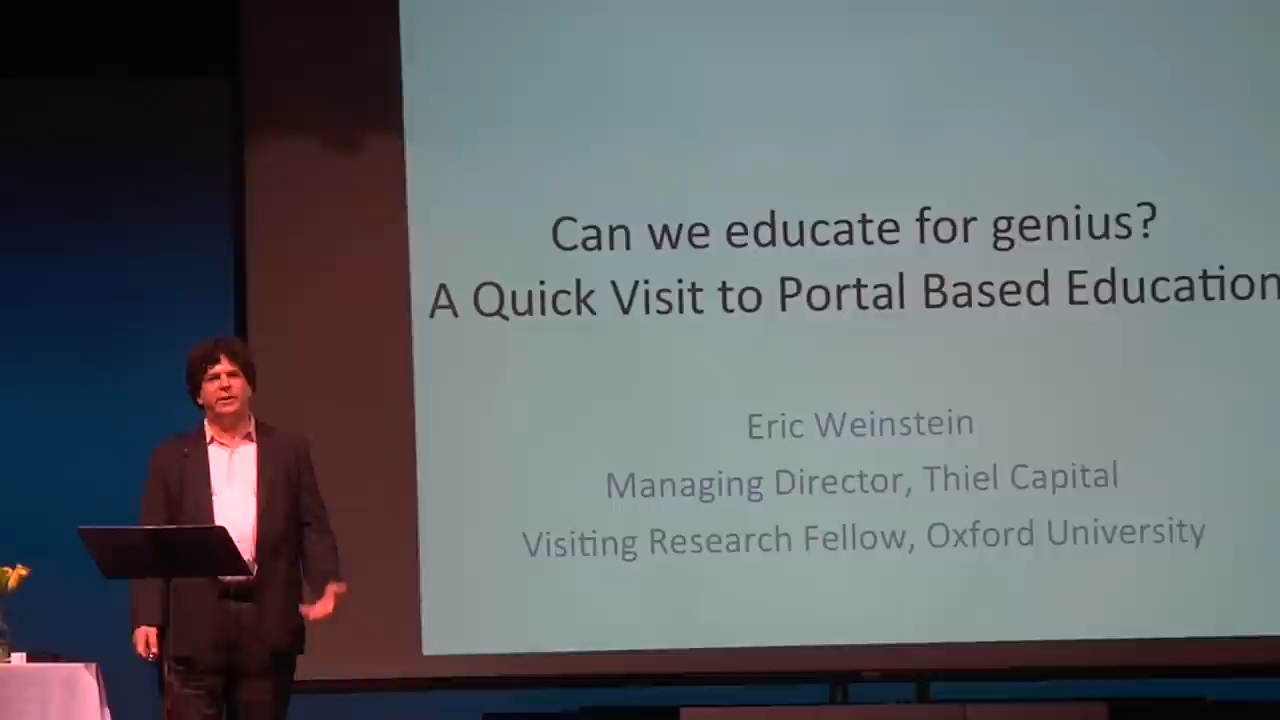 Can we educate for genius?
A Quick Visit to Portal Based Education
Eric Weinstein
Managing Director, Thiel Capital
Visiting Research Fellow, Oxford University